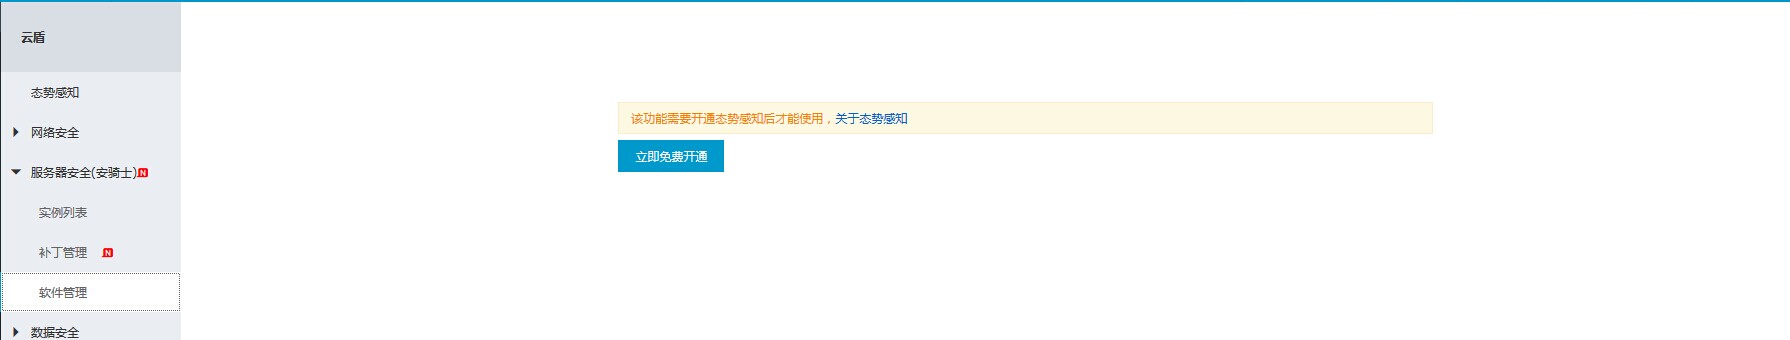 云盾
态势感知
网络安全
服务器安全(安骑士)N
实例列表
补丁管理 N
软件管理
数据安全
该功能需要开通态势感知后才能使用，关于态势感知
立即免费开通